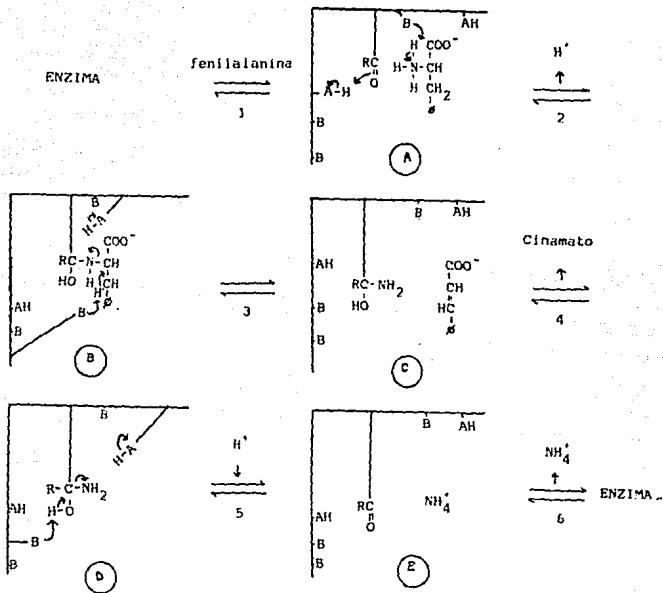 B AH
H COO⁻
RC H-N-CH
O H CH₂
A-H ø
B
B
A
ENZIMA
fenilalanina
1
H⁺
2
B
H-A
COO⁻
RC-N-CH
HO H H-CH
ø
AH
B B
B
3
B AH
COO⁻
AH RC-NH₂ CH
HO CH
B ø
B
C
Cinamato
4
B
H-A
R-C-NH₂
AH H-O
B
B
D
H⁺
5
B AH
RC NH₄⁺
AH O
B
B
E
NH₄⁺
ENZIMA
6